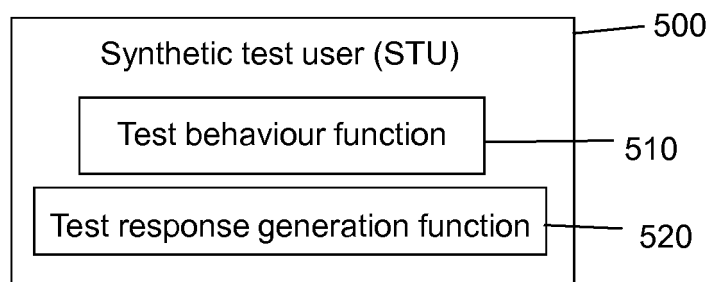 500
Synthetic test user (STU)
Test behaviour function
510
Test response generation function
520